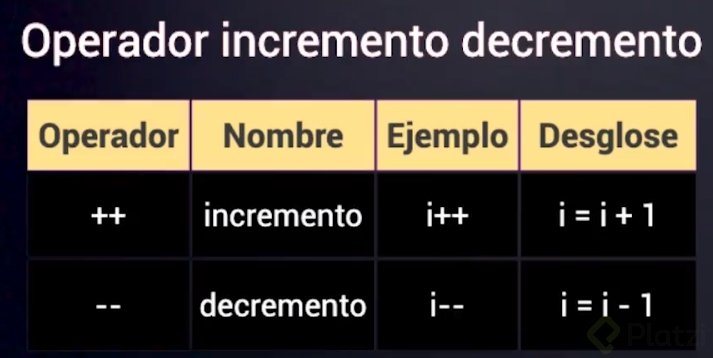 Operador incremento decremento
Operador Nombre Ejemplo Desglose
++ incremento i++ i = i + 1
-- decremento i-- i = i - 1
Platzi